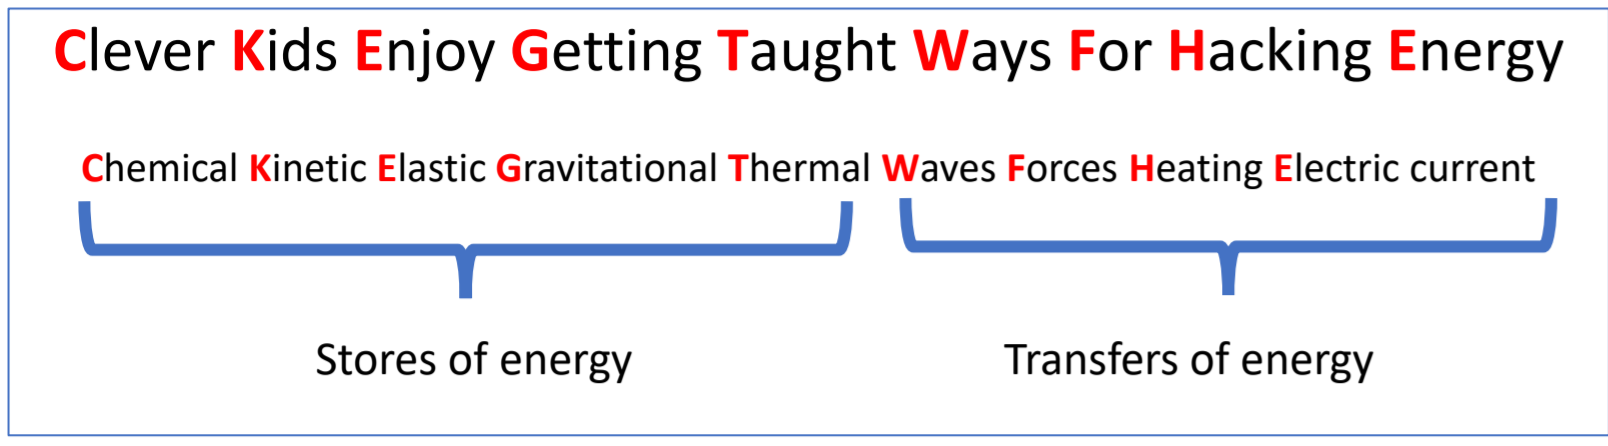 Clever Kids Enjoy Getting Taught Ways For Hacking Energy
Chemical Kinetic Elastic Gravitational Thermal Waves Forces Heating Electric current
Stores of energy
Transfers of energy